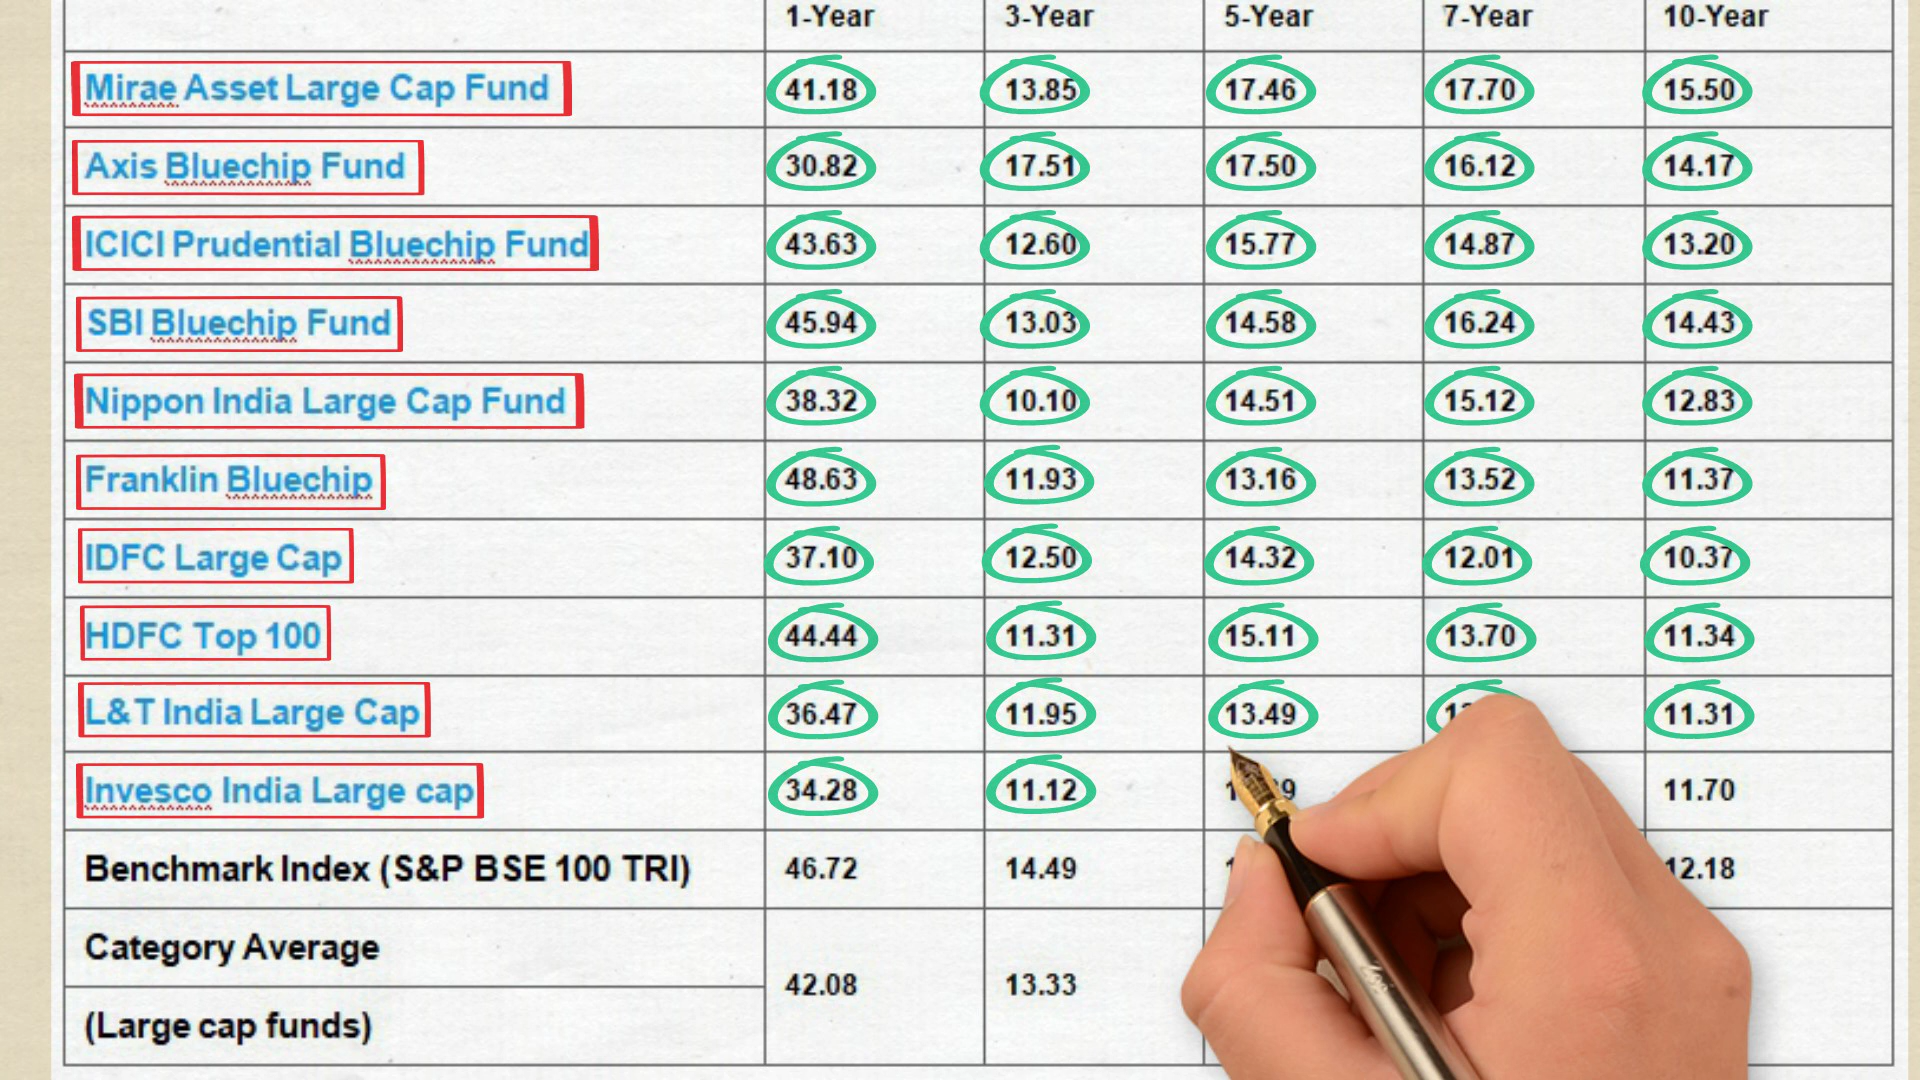 1-Year 3-Year 5-Year 7-Year 10-Year
Mirae Asset Large Cap Fund 41.18 13.85 17.46 17.70 15.50
Axis Bluechip Fund 30.82 17.51 17.50 16.12 14.17
ICICI Prudential Bluechip Fund 43.63 12.60 15.77 14.87 13.20
SBI Bluechip Fund 45.94 13.03 14.58 16.24 14.43
Nippon India Large Cap Fund 38.32 10.10 14.51 15.12 12.83
Franklin Bluechip 48.63 11.93 13.16 13.52 11.37
IDFC Large Cap 37.10 12.50 14.32 12.01 10.37
HDFC Top 100 44.44 11.31 15.11 13.70 11.34
L&T India Large Cap 36.47 11.95 13.49 11.31
Invesco India Large cap 34.28 11.12 11.70
Benchmark Index (S&P BSE 100 TRI) 46.72 14.49 12.18
Category Average
42.08 13.33
(Large cap funds)